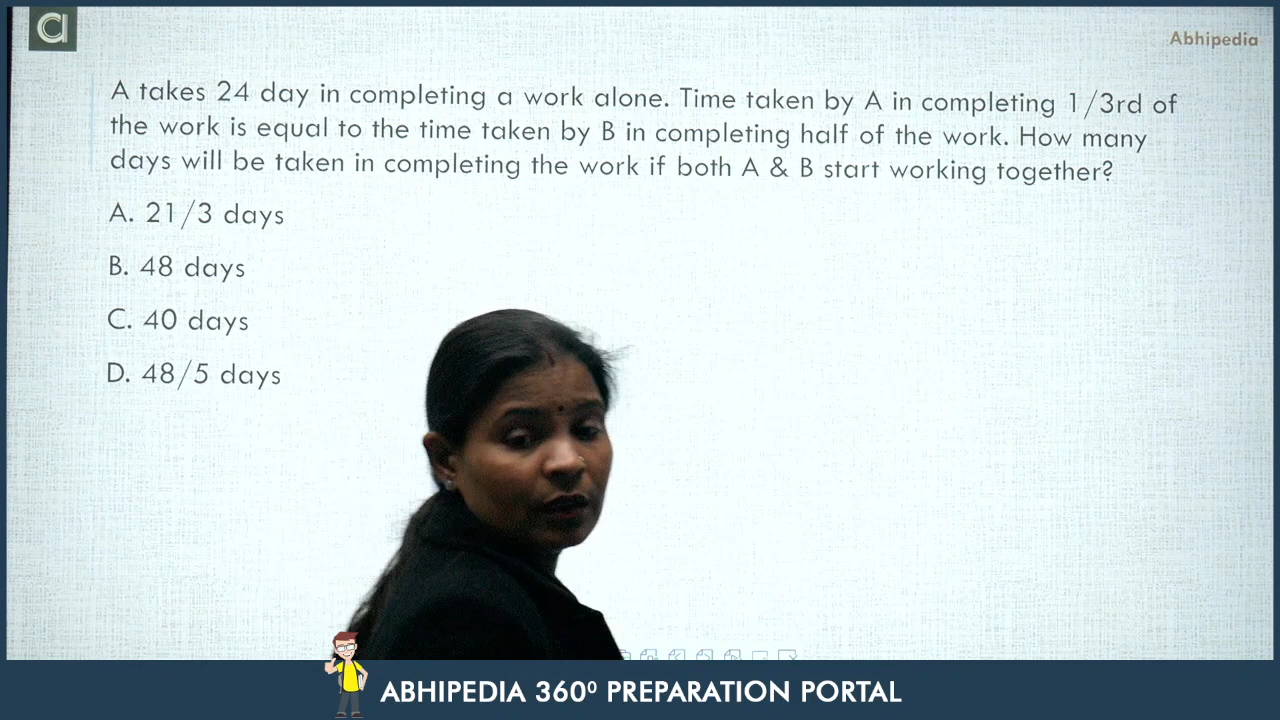 a
Abhipedia
A takes 24 day in completing a work alone. Time taken by A in completing 1/3rd of
the work is equal to the time taken by B in completing half of the work. How many
days will be taken in completing the work if both A & B start working together?
A. 21/3 days
B. 48 days
C. 40 days
D. 48/5 days
ABHIPEDIA 360⁰ PREPARATION PORTAL